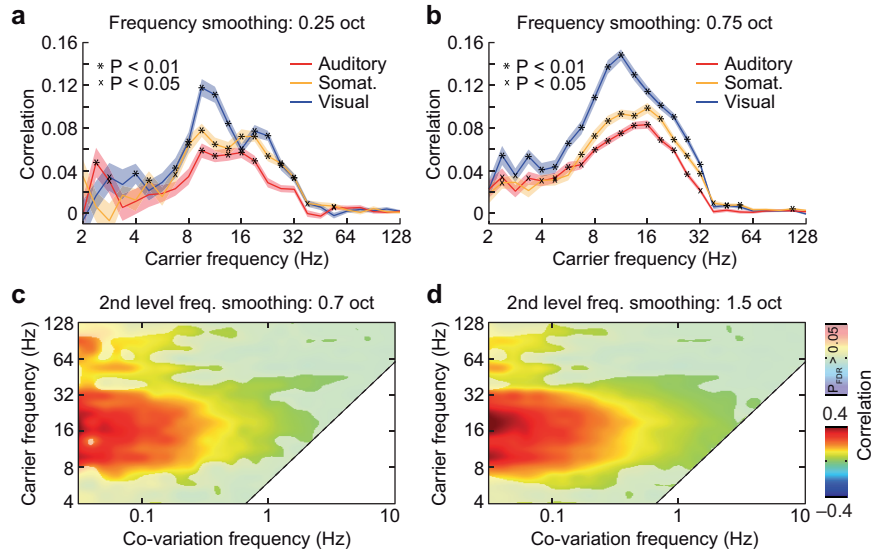 a
Frequency smoothing: 0.25 oct
0.16
0.12
0.08
0.04
0
Correlation
* P < 0.01
× P < 0.05
Auditory
Somat.
Visual
2 4 8 16 32 64 128
Carrier frequency (Hz)
b
Frequency smoothing: 0.75 oct
0.16
0.12
0.08
0.04
0
Correlation
* P < 0.01
× P < 0.05
Auditory
Somat.
Visual
2 4 8 16 32 64 128
Carrier frequency (Hz)
c
2nd level freq. smoothing: 0.7 oct
128
64
32
16
8
4
Carrier frequency (Hz)
0.1 1 10
Co-variation frequency (Hz)
d
2nd level freq. smoothing: 1.5 oct
128
64
32
16
8
4
Carrier frequency (Hz)
0.1 1 10
Co-variation frequency (Hz)
PFDR > 0.05
0.4
Correlation
–0.4